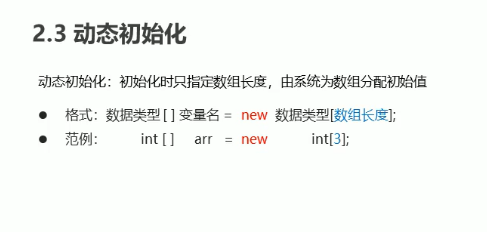 2.3 动态初始化
动态初始化：初始化时只指定数组长度，由系统为数组分配初始值
● 格式：数据类型 [ ] 变量名 = new 数据类型[数组长度];
● 范例： int [ ] arr = new int[3];